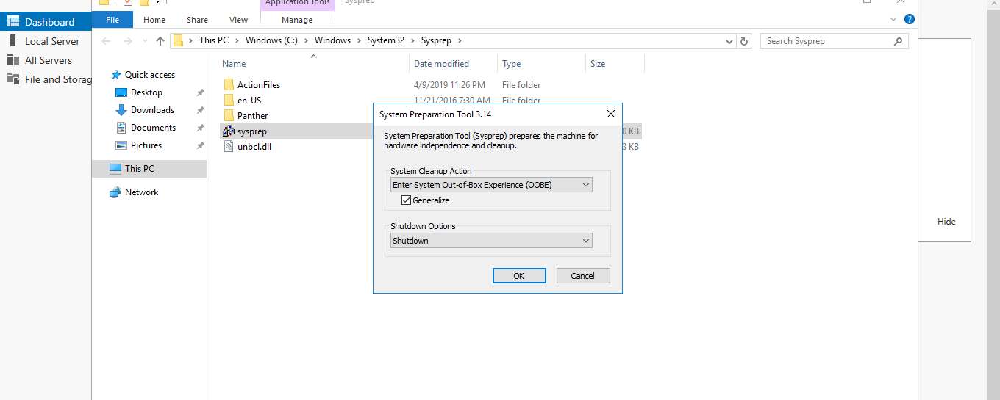 Application Tools
Sysprep
Dashboard
Local Server
All Servers
File and Storag
File
Home
Share
View
Manage
?
This PC > Windows (C:) > Windows > System32 > Sysprep >
Search Sysprep
Quick access
Desktop
Downloads
Documents
Pictures
This PC
Network
Name
Date modified
Type
Size
ActionFiles
4/9/2019 11:26 PM
File folder
en-US
11/21/2016 7:30 AM
File folder
Panther
sysprep
0 KB
unbcl.dll
3 KB
System Preparation Tool 3.14
System Preparation Tool (Sysprep) prepares the machine for
hardware independence and cleanup.
System Cleanup Action
Enter System Out-of-Box Experience (OOBE)
Generalize
Shutdown Options
Shutdown
OK
Cancel
Hide